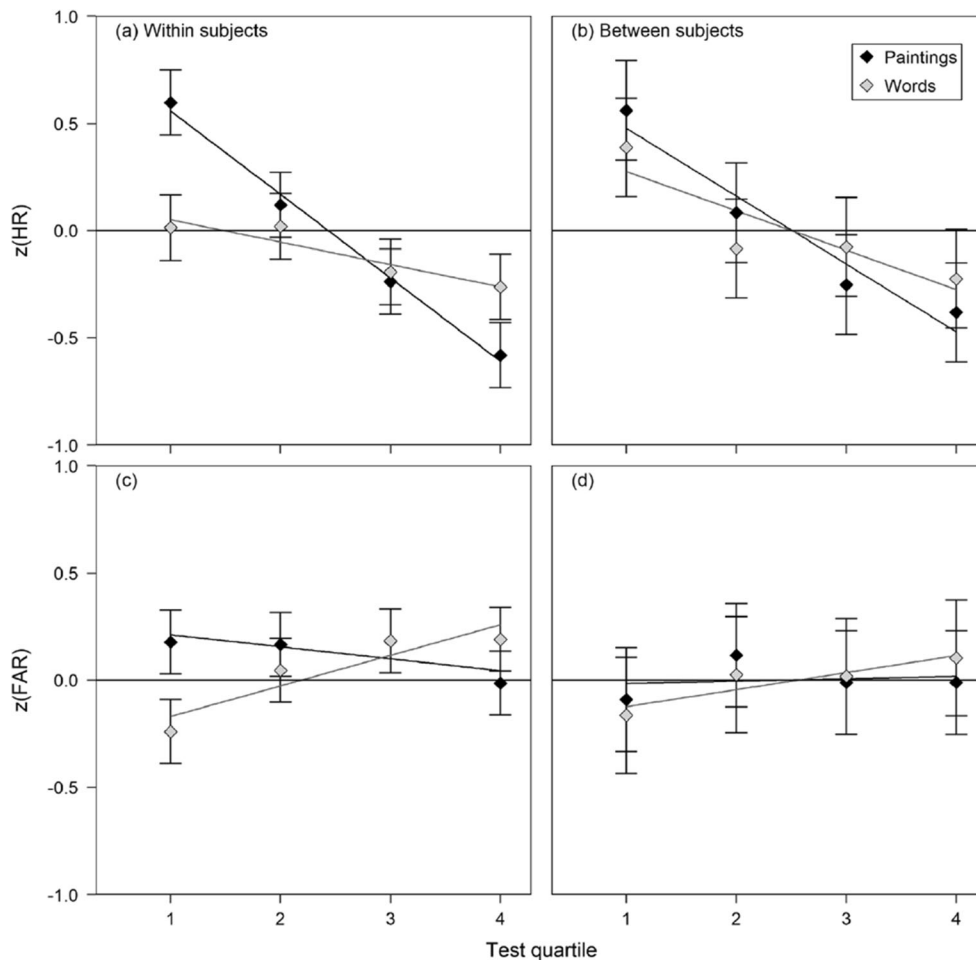 (a) Within subjects
(b) Between subjects
Paintings
Words
1.0
0.5
0.0
-0.5
-1.0
z(HR)
(c)
(d)
1.0
0.5
0.0
-0.5
-1.0
z(FAR)
1 2 3 4
1 2 3 4
Test quartile